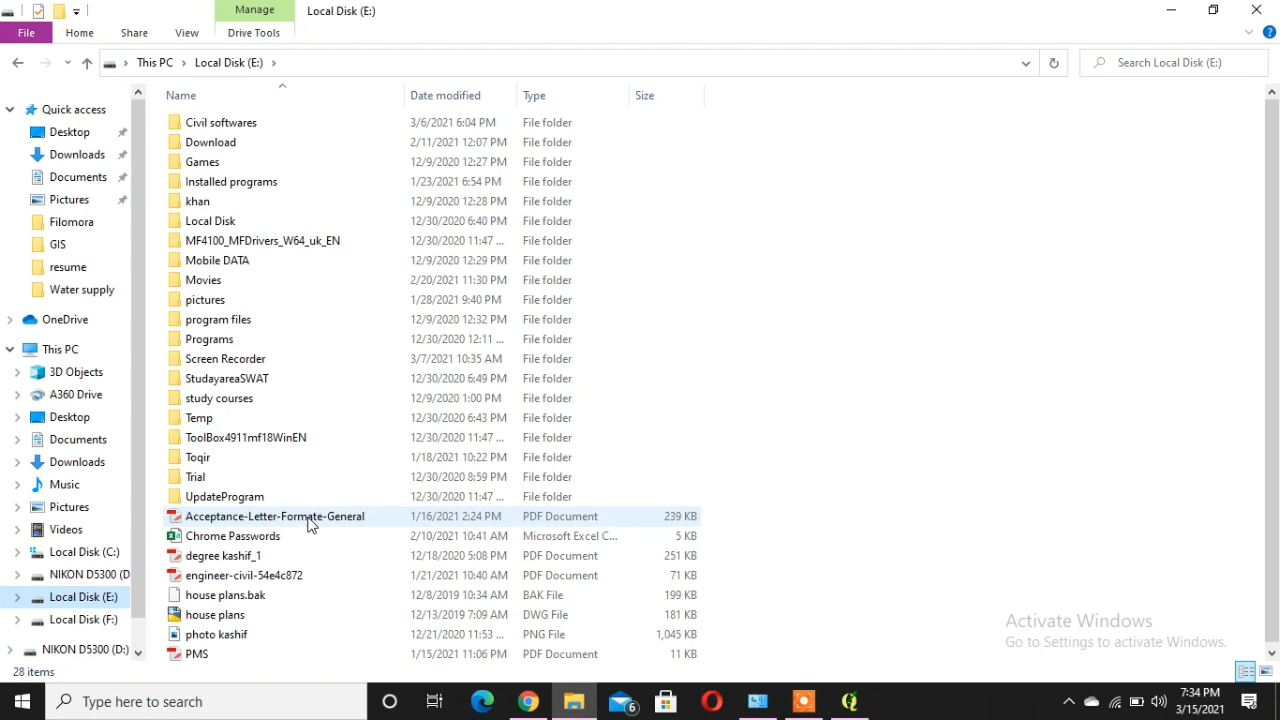 Manage
Local Disk (E:)
File
Home
Share
View
Drive Tools
This PC
Local Disk (E:)
Search Local Disk (E:)
Name
Date modified
Type
Size
Quick access
Desktop
Downloads
Documents
Pictures
Filomora
GIS
resume
Water supply
OneDrive
This PC
3D Objects
A360 Drive
Desktop
Documents
Downloads
Music
Pictures
Videos
Local Disk (C:)
NIKON D5300 (D
Local Disk (E:)
Local Disk (F:)
NIKON D5300 (D:)
Civil softwares 3/6/2021 6:04 PM File folder
Download 2/11/2021 12:07 PM File folder
Games 12/9/2020 12:27 PM File folder
Installed programs 1/23/2021 6:54 PM File folder
khan 12/9/2020 12:28 PM File folder
Local Disk 12/30/2020 6:40 PM File folder
MF4100_MFDrivers_W64_uk_EN 12/30/2020 11:47 ... File folder
Mobile DATA 12/9/2020 12:29 PM File folder
Movies 2/20/2021 11:30 PM File folder
pictures 1/28/2021 9:40 PM File folder
program files 12/9/2020 12:32 PM File folder
Programs 12/30/2020 12:11 ... File folder
Screen Recorder 3/7/2021 10:35 AM File folder
StudayareaSWAT 12/30/2020 6:49 PM File folder
study courses 12/9/2020 1:00 PM File folder
Temp 12/30/2020 6:43 PM File folder
ToolBox4911mf18WinEN 12/30/2020 11:47 ... File folder
Toqir 1/18/2021 10:22 PM File folder
Trial 12/30/2020 8:59 PM File folder
UpdateProgram 12/30/2020 11:47 ... File folder
Acceptance-Letter-Formate-General 1/16/2021 2:24 PM PDF Document 239 KB
Chrome Passwords 2/10/2021 10:41 AM Microsoft Excel C... 5 KB
degree kashif_1 12/18/2020 5:08 PM PDF Document 251 KB
engineer-civil-54e4c872 1/21/2021 10:40 AM PDF Document 71 KB
house plans.bak 12/8/2019 10:34 AM BAK File 199 KB
house plans 12/13/2019 7:09 AM DWG File 181 KB
photo kashif 12/21/2020 11:53 ... PNG File 1,045 KB
PMS 1/15/2021 11:06 PM PDF Document 11 KB
Activate Windows
Go to Settings to activate Windows.
28 items
Type here to search
6
7:34 PM
3/15/2021